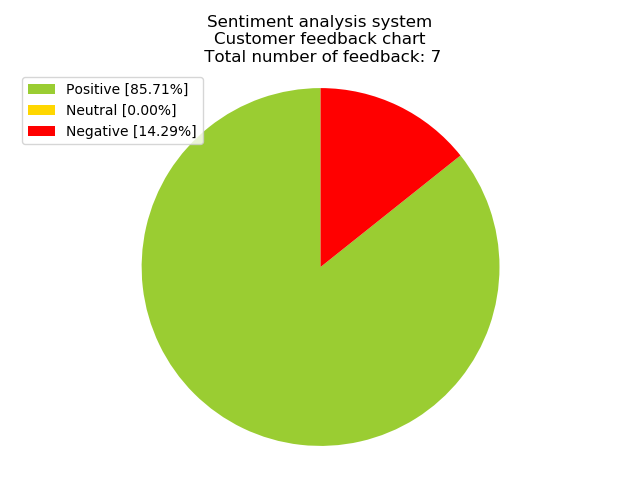 Sentiment analysis system
Customer feedback chart
Total number of feedback: 7
Positive [85.71%]
Neutral [0.00%]
Negative [14.29%]